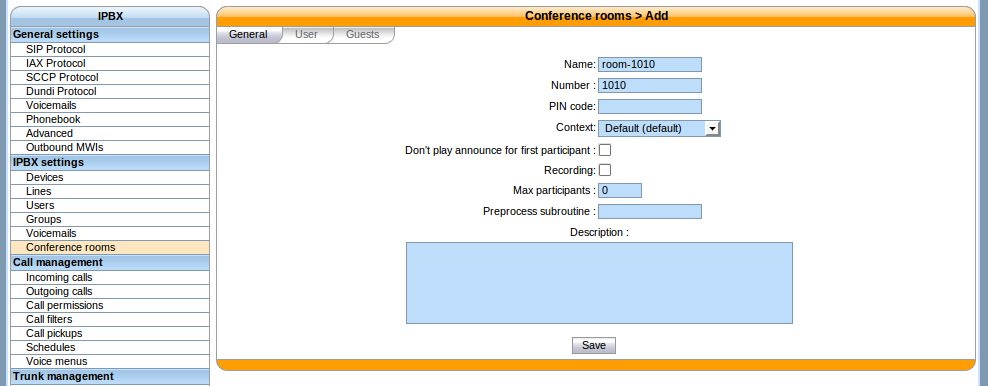 IPBX
General settings
SIP Protocol
IAX Protocol
SCCP Protocol
Dundi Protocol
Voicemails
Phonebook
Advanced
Outbound MWIs
IPBX settings
Devices
Lines
Users
Groups
Voicemails
Conference rooms
Call management
Incoming calls
Outgoing calls
Call permissions
Call filters
Call pickups
Schedules
Voice menus
Trunk management
Conference rooms > Add
General User Guests
Name: room-1010
Number : 1010
PIN code:
Context: Default (default)
Don't play announce for first participant :
Recording:
Max participants : 0
Preprocess subroutine :
Description :
Save